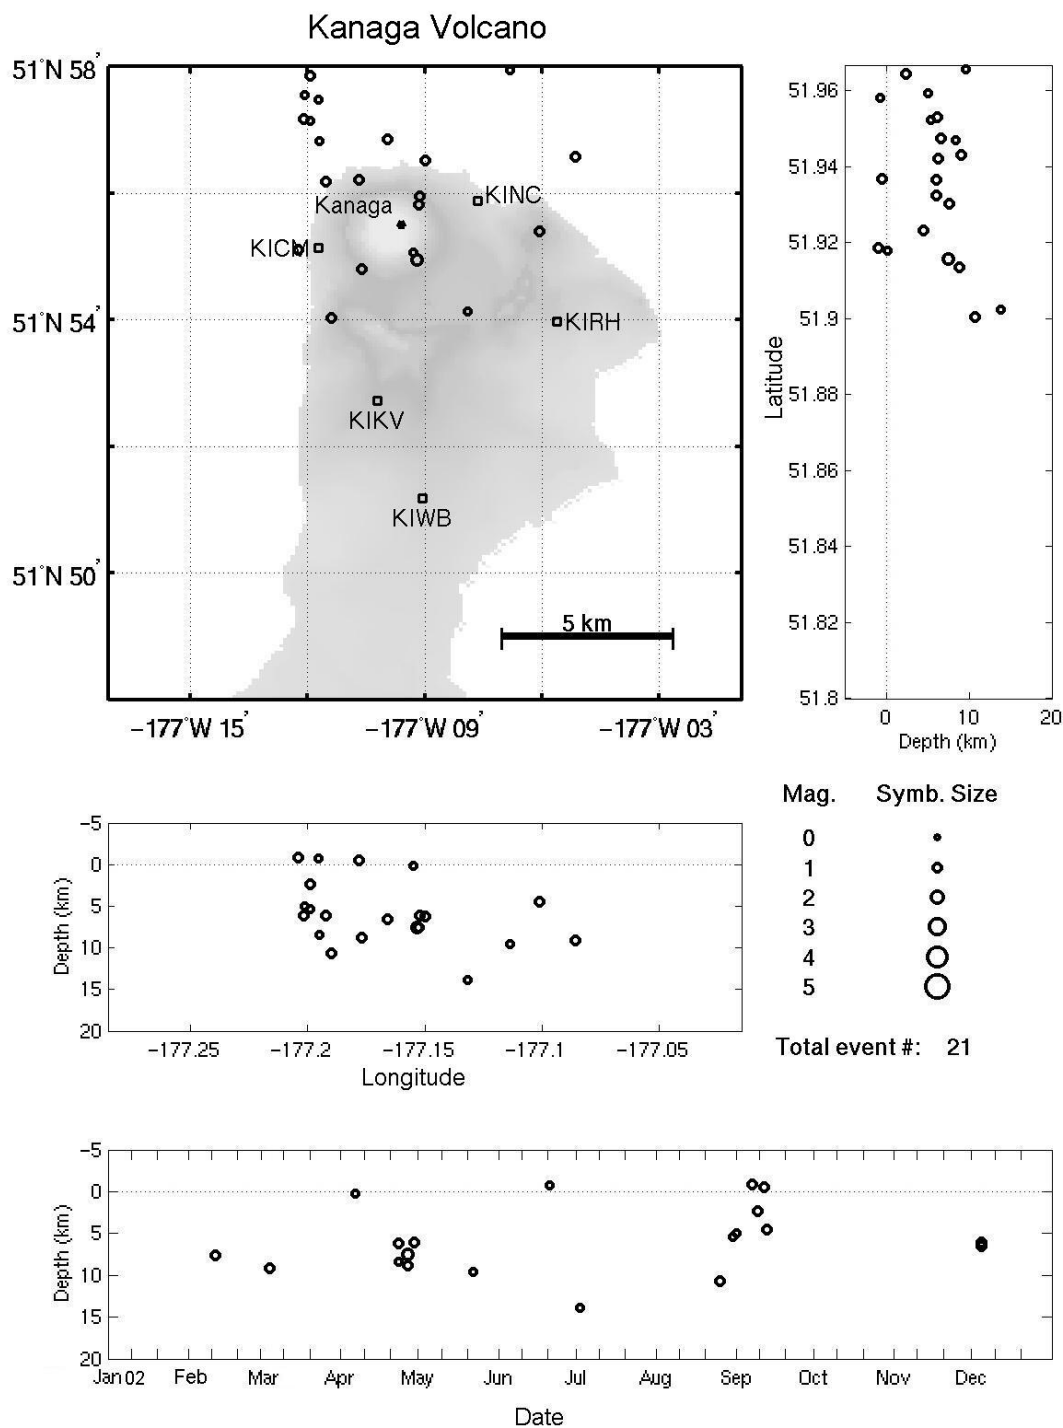 Kanaga Volcano
51°N 58'
51°N 54'
51°N 50'
Kanaga
KINC
KICM
KIRH
KIKV
KIWB
5 km
−177°W 15'
−177°W 09'
−177°W 03'
51.96
51.94
51.92
51.9
51.88
51.86
51.84
51.82
51.8
Latitude
0 10 20
Depth (km)
−5
0
5
10
15
20
Depth (km)
−177.25 −177.2 −177.15 −177.1 −177.05
Longitude
Mag. Symb. Size
0
1
2
3
4
5
Total event #: 21
−5
0
5
10
15
20
Depth (km)
Jan 02 Feb Mar Apr May Jun Jul Aug Sep Oct Nov Dec
Date